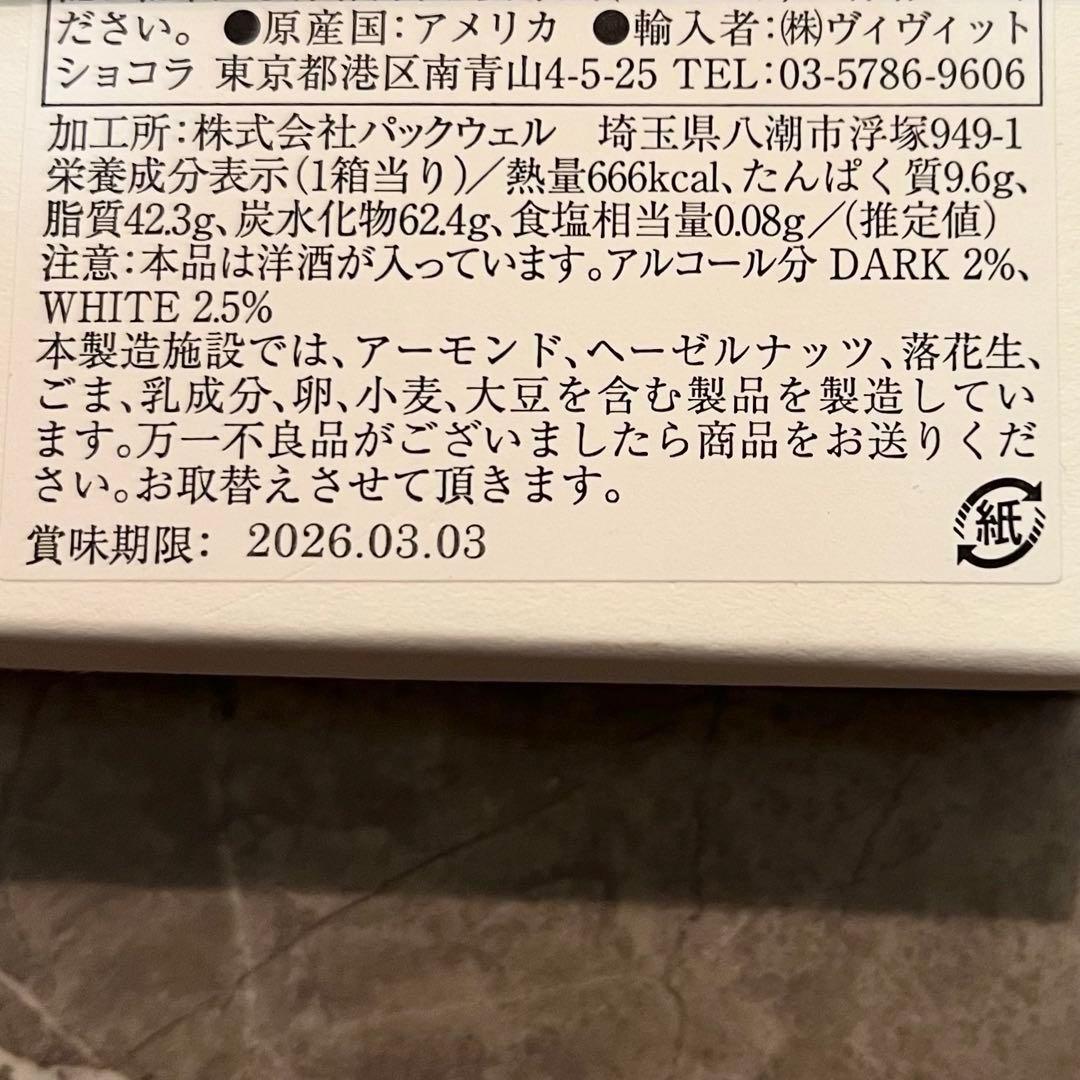 ださい。 ●原産国：アメリカ ●輸入者：㈱ヴィヴィット
ショコラ 東京都港区南青山4-5-25 TEL：03-5786-9606
加工所：株式会社パックウェル　埼玉県八潮市浮塚949-1
栄養成分表示（1箱当り）／熱量666kcal、たんぱく質9.6g、
脂質42.3g、炭水化物62.4g、食塩相当量0.08g／（推定値）
注意：本品は洋酒が入っています。アルコール分 DARK 2%、
WHITE 2.5%
本製造施設では、アーモンド、ヘーゼルナッツ、落花生、
ごま、乳成分、卵、小麦、大豆を含む製品を製造してい
ます。万一不良品がございましたら商品をお送りくだ
さい。お取替えさせて頂きます。
紙
賞味期限： 2026.03.03